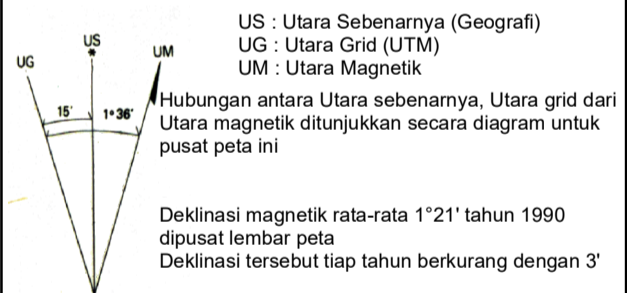 US : Utara Sebenarnya (Geografi)
UG : Utara Grid (UTM)
UM : Utara Magnetik
UG
US
UM
15'
1°36'
Hubungan antara Utara sebenarnya, Utara grid dari
Utara magnetik ditunjukkan secara diagram untuk
pusat peta ini
Deklinasi magnetik rata-rata 1°21' tahun 1990
dipusat lembar peta
Deklinasi tersebut tiap tahun berkurang dengan 3'